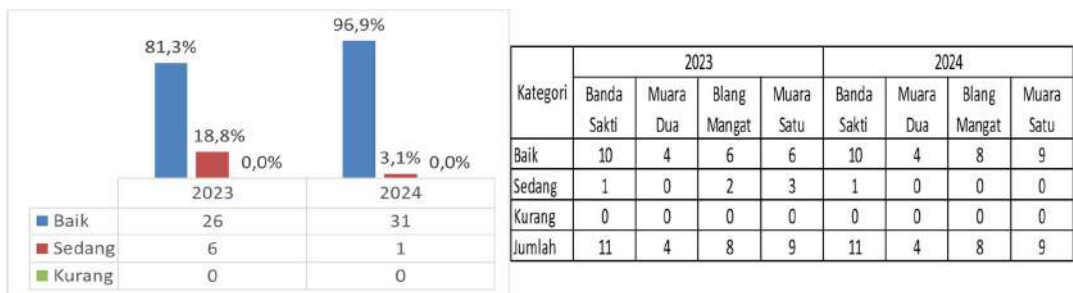 96,9%
81,3%
18,8%
0,0%
3,1% 0,0%
2023 2024
Baik 26 31
Sedang 6 1
Kurang 0 0
Kategori 2023 2024
Banda Sakti Muara Dua Blang Mangat Muara Satu Banda Sakti Muara Dua Blang Mangat Muara Satu
Baik 10 4 6 6 10 4 8 9
Sedang 1 0 2 3 1 0 0 0
Kurang 0 0 0 0 0 0 0 0
Jumlah 11 4 8 9 11 4 8 9